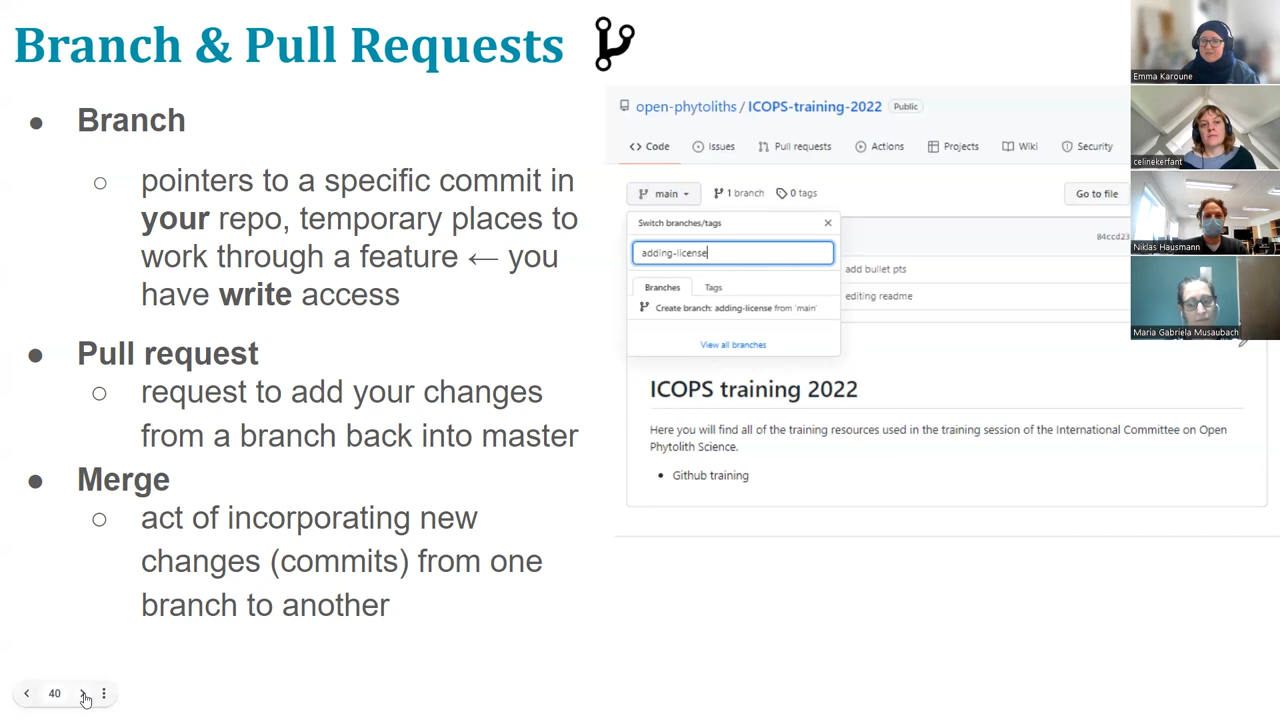 Branch & Pull Requests
● Branch
○ pointers to a specific commit in
your repo, temporary places to
work through a feature ← you
have write access
● Pull request
○ request to add your changes
from a branch back into master
● Merge
○ act of incorporating new
changes (commits) from one
branch to another
open-phytoliths / ICOPS-training-2022 Public
<> Code Issues Pull requests Actions Projects Wiki Security
main 1 branch 0 tags Go to file
Switch branches/tags ×
adding-license
84ccd23
Branches Tags
add bullet pts
Create branch: adding-license from 'main'
editing readme
View all branches
ICOPS training 2022
Here you will find all of the training resources used in the training session of the International Committee on Open
Phytolith Science.
• Github training
Emma Karoune
celinekerfant
Niklas Hausmann
Maria Gabriela Musaubach
40